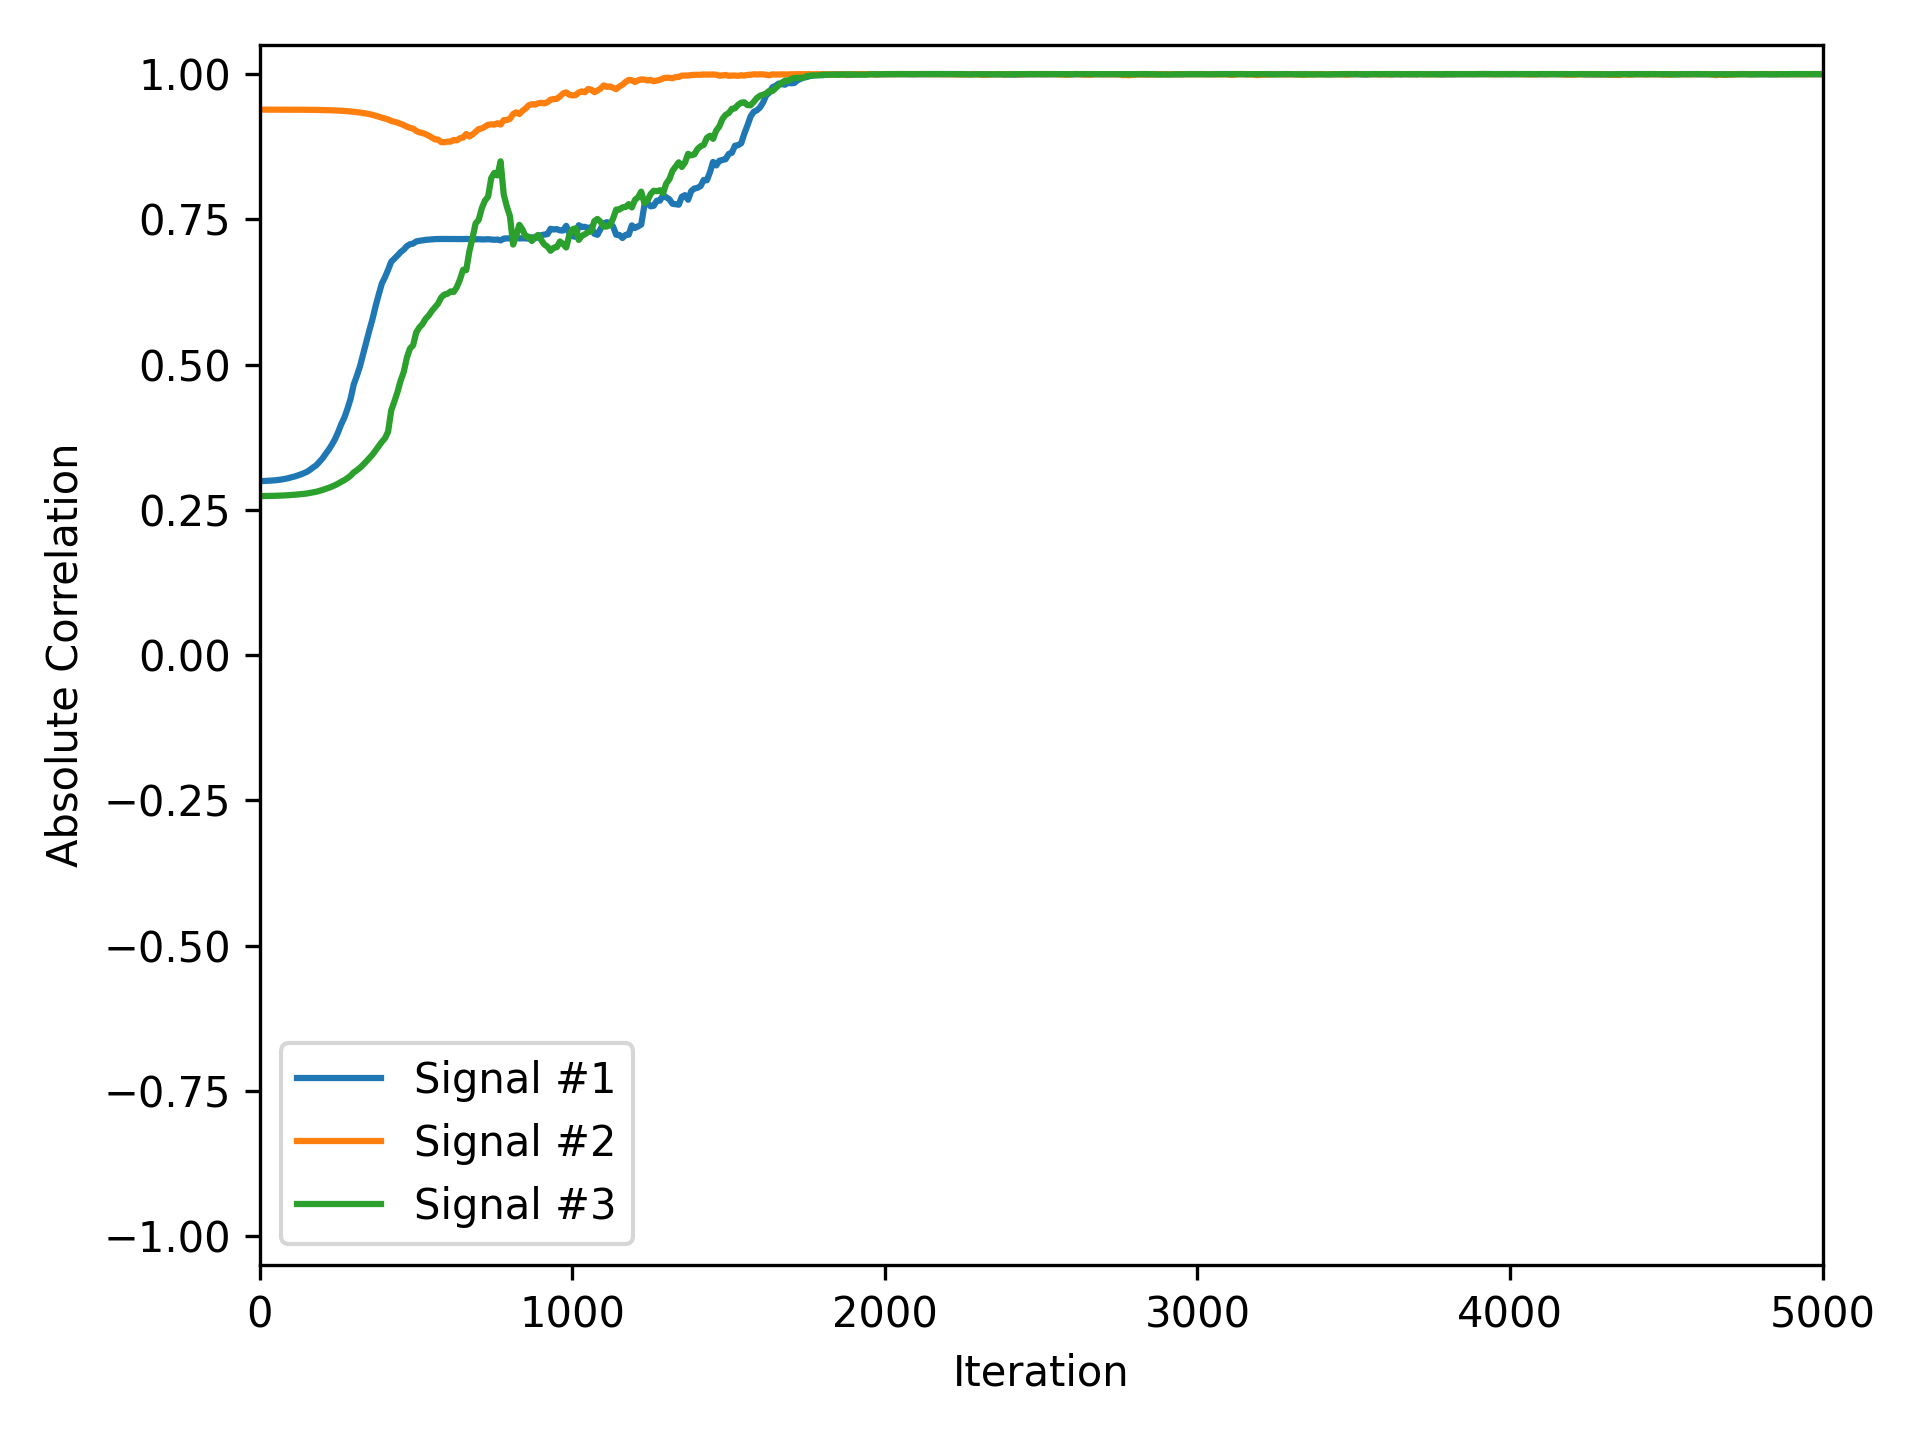 Absolute Correlation
1.00
0.75
0.50
0.25
0.00
−0.25
−0.50
−0.75
−1.00
Signal #1
Signal #2
Signal #3
0 1000 2000 3000 4000 5000
Iteration